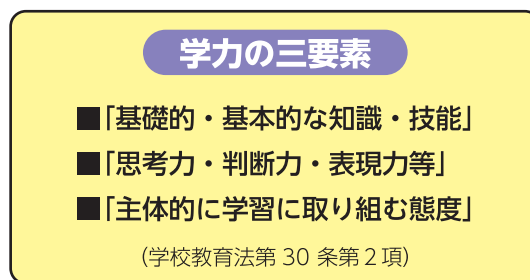 学力の三要素
■「基礎的・基本的な知識・技能」
■「思考力・判断力・表現力等」
■「主体的に学習に取り組む態度」
(学校教育法第 30 条第2項)